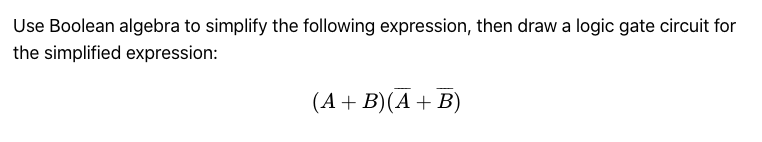 Use Boolean algebra to simplify the following expression, then draw a logic gate circuit for
the simplified expression:
(A + B)(A̅ + B̅)